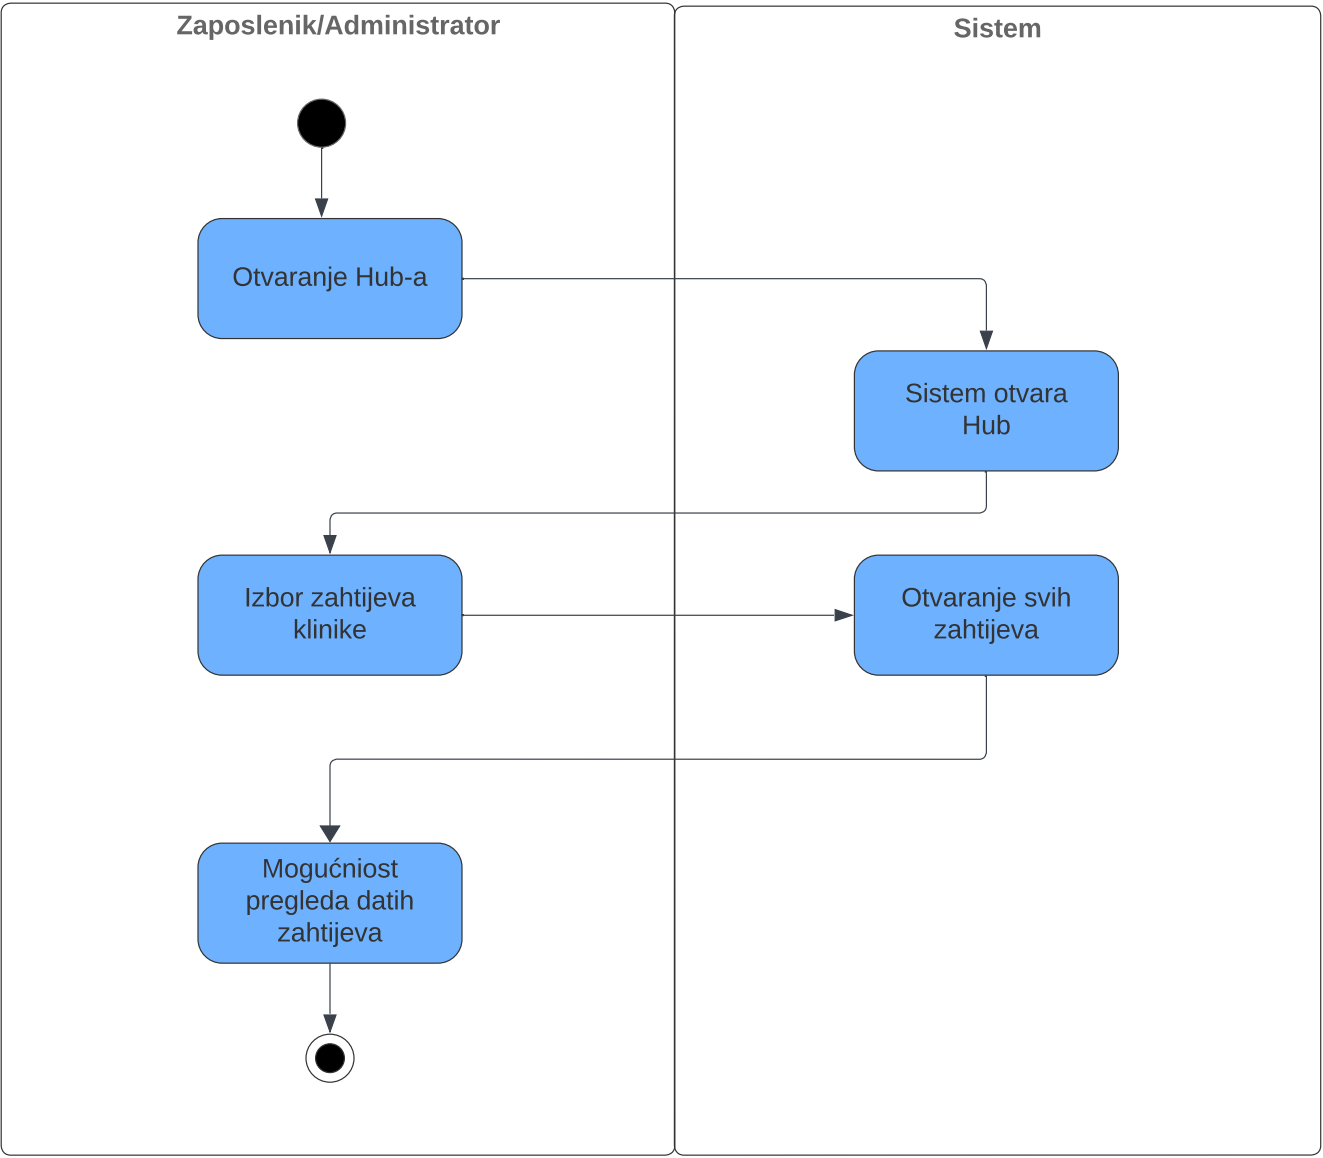 Zaposlenik/Administrator
Sistem
Otvaranje Hub-a
Sistem otvara
Hub
Izbor zahtijeva
klinike
Otvaranje svih
zahtijeva
Mogućniost
pregleda datih
zahtijeva